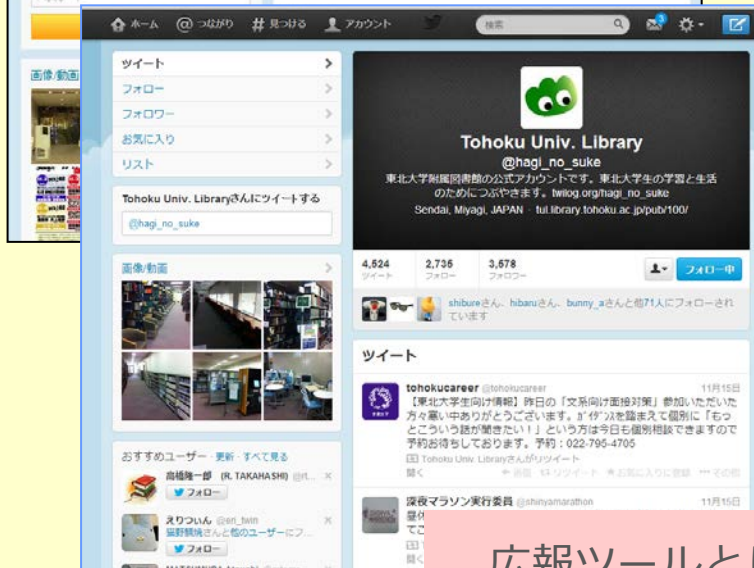 ホーム
つながり
見つける
アカウント
検索
3
画像/動画
ツイート
フォロー
フォロワー
お気に入り
リスト
Tohoku Univ. Libraryさんにツイートする
@hagi_no_suke
画像/動画
おすすめユーザー · 更新 · すべて見る
高橋隆一郎 (R. TAKAHASHI)
フォロー
えりつぃん @eri_twin
さんと他のユーザーにフ...
フォロー
Tohoku Univ. Library
@hagi_no_suke
東北大学附属図書館の公式アカウントです。東北大学生の学習と生活
のためにつぶやきます。twilog.org/hagi_no_suke
Sendai, Miyagi, JAPAN · tul.library.tohoku.ac.jp/pub/100/
4,524
ツイート
2,735
フォロー
3,678
フォロワー
フォロー中
shibureさん、hibaruさん、bunny_aさんと他71人にフォローされ
ています
ツイート
tohokucareer @tohokucareer
11月15日
【東北大学生向け情報】昨日の「文系向け面接対策」参加いただいた
方々寒い中ありがとうございます。ガイダンスを踏まえて個別に「もっ
とこういう話が聞きたい!」という方は今日も個別相談できますので
予約お待ちしております。予約:022-795-4705
Tohoku Univ. Libraryさんがリツイート
開く
返信
リツイート
お気に入りに登録
その他
深夜マラソン実行委員 @shinyamarathon
11月15日
開く
広報ツールと